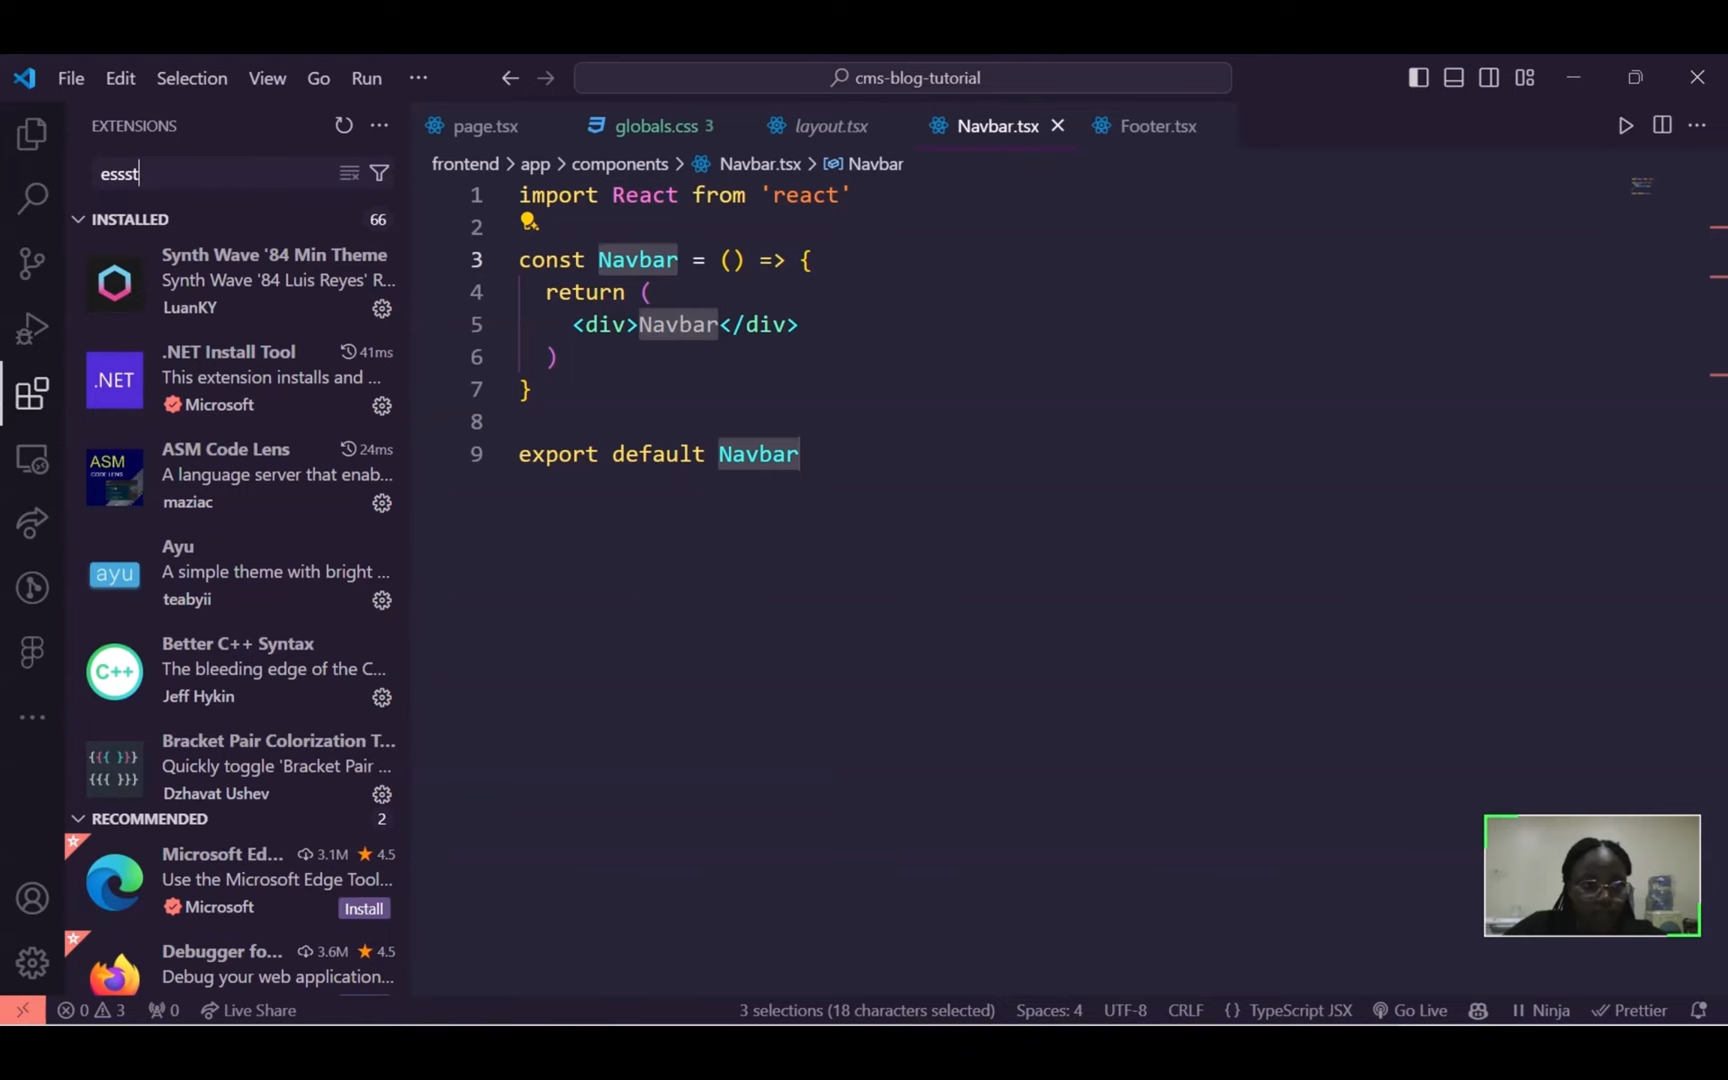 File Edit Selection View Go Run ··· cms-blog-tutorial
EXTENSIONS
essst
INSTALLED 66
Synth Wave '84 Min Theme
Synth Wave '84 Luis Reyes' R...
LuanKY
.NET
.NET Install Tool 41ms
This extension installs and ...
Microsoft
ASM
CODE LENS
ASM Code Lens 24ms
A language server that enab...
maziac
ayu
Ayu
A simple theme with bright ...
teabyii
C++
Better C++ Syntax
The bleeding edge of the C...
Jeff Hykin
{{{ }}}
{{{ }}}
Bracket Pair Colorization T...
Quickly toggle 'Bracket Pair ...
Dzhavat Ushev
RECOMMENDED 2
Microsoft Ed... 3.1M ★ 4.5
Use the Microsoft Edge Tool...
Microsoft Install
Debugger fo... 3.6M ★ 4.5
Debug your web application...
page.tsx globals.css 3 layout.tsx Navbar.tsx Footer.tsx
frontend > app > components > Navbar.tsx > Navbar
1 import React from 'react'
2
3 const Navbar = () => {
4 return (
5 <div>Navbar</div>
6 )
7 }
8
9 export default Navbar
0 3 0 Live Share 3 selections (18 characters selected) Spaces: 4 UTF-8 CRLF {} TypeScript JSX Go Live Ninja Prettier